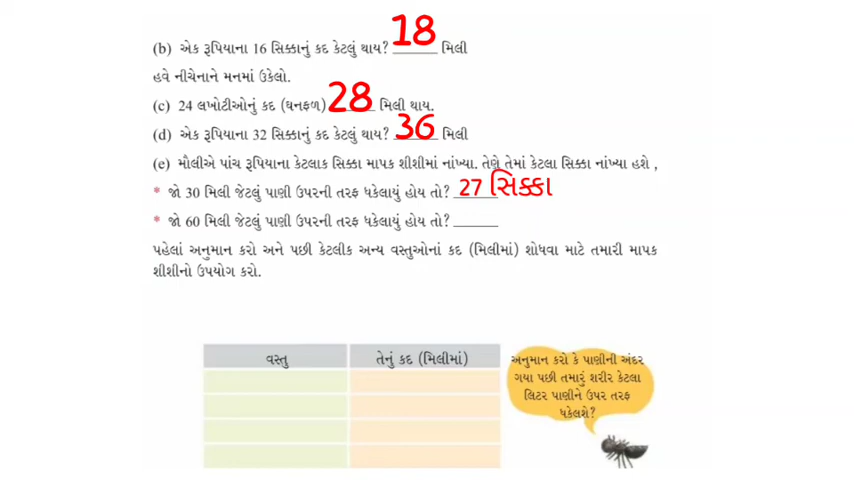 (b) એક રૂપિયાના 16 સિક્કાનું કદ કેટલું થાય? 18 મિલી
હવે નીચેનાને મનમાં ઉકેલો.
(c) 24 લખોટીઓનું કદ (ઘનફળ) 28 મિલી થાય.
(d) એક રૂપિયાના 32 સિક્કાનું કદ કેટલું થાય? 36 મિલી
(e) મૌલીએ પાંચ રૂપિયાના કેટલાક સિક્કા માપક શીશીમાં નાંખ્યા. તેણે તેમાં કેટલા સિક્કા નાંખ્યા હશે ,
* જો 30 મિલી જેટલું પાણી ઉપરની તરફ ધકેલાયું હોય તો? 27 સિક્કા
* જો 60 મિલી જેટલું પાણી ઉપરની તરફ ધકેલાયું હોય તો? ______
પહેલાં અનુમાન કરો અને પછી કેટલીક અન્ય વસ્તુઓનાં કદ (મિલીમાં) શોધવા માટે તમારી માપક
શીશીનો ઉપયોગ કરો.
વસ્તુ તેનું કદ (મિલીમાં)
અનુમાન કરો કે પાણીની અંદર
ગયા પછી તમારું શરીર કેટલા
લિટર પાણીને ઉપર તરફ
ધકેલશે?